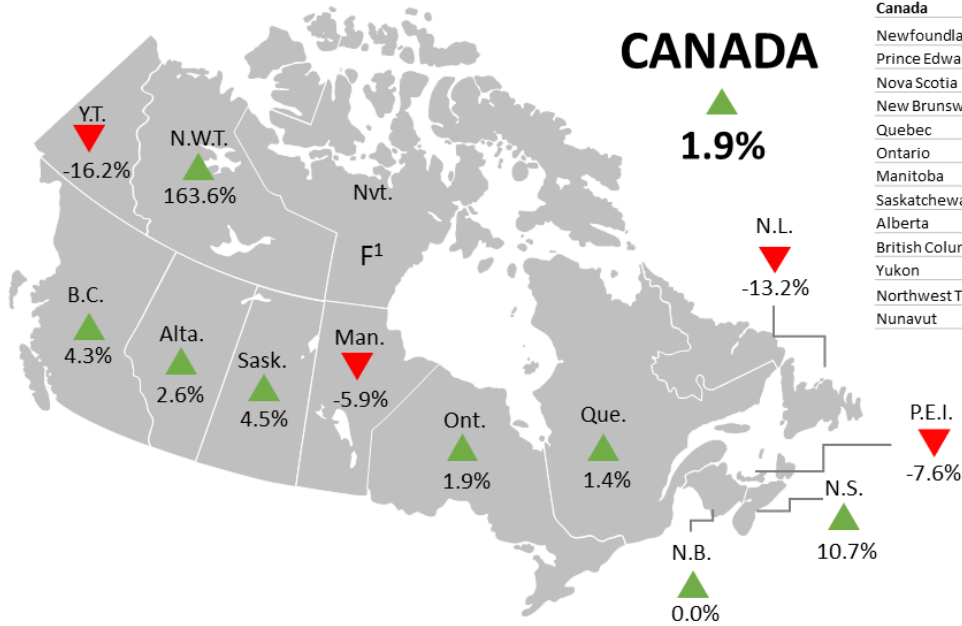 CANADA
1.9%
Y.T.
-16.2%
N.W.T.
163.6%
Nvt.
F¹
B.C.
4.3%
Alta.
2.6%
Sask.
4.5%
Man.
-5.9%
Ont.
1.9%
Que.
1.4%
N.L.
-13.2%
P.E.I.
-7.6%
N.S.
10.7%
N.B.
0.0%
Canada
Newfoundla
Prince Edwa
Nova Scotia
New Brunsw
Quebec
Ontario
Manitoba
Saskatchewa
Alberta
British Colur
Yukon
Northwest T
Nunavut